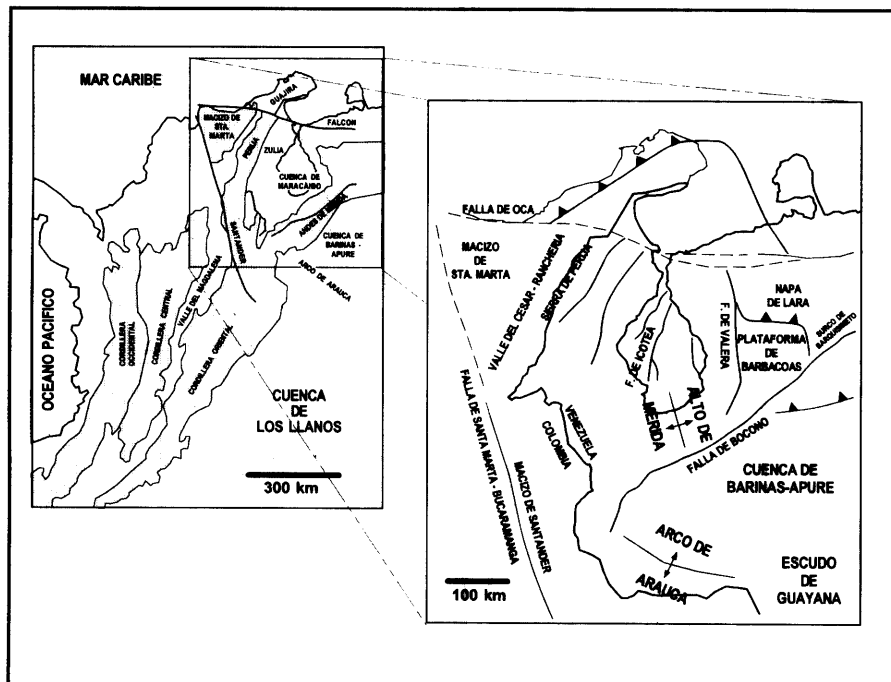 MAR CARIBE
GUAJIRA
MACIZO DE
STA.
MARTA
FALCON
PERIJA
ZULIA
CUENCA DE
MARACAIBO
ANDES DE MERIDA
CUENCA DE
BARINAS -
APURE
SANTANDER
ARCO DE ARAUCA
VALLE DEL MAGDALENA
OCEANO PACIFICO
CORDILLERA
OCCIDENTAL
CORDILLERA CENTRAL
CORDILLERA ORIENTAL
CUENCA
DE
LOS LLANOS
300 km
FALLA DE OCA
MACIZO
DE
STA. MARTA
VALLE DEL CESAR - RANCHERIA
SIERRA DE PERIJA
F. DE ICOTEA
F. DE VALERA
NAPA
DE LARA
SURCO DE
BARQUISIMETO
PLATAFORMA
DE
BARBACOAS
ALTO DE
MERIDA
FALLA DE BOCONO
VENEZUELA
COLOMBIA
FALLA DE SANTA MARTA - BUCARAMANGA
MACIZO DE SANTANDER
CUENCA DE
BARINAS-APURE
ARCO DE
ARAUCA
ESCUDO
DE
GUAYANA
100 km